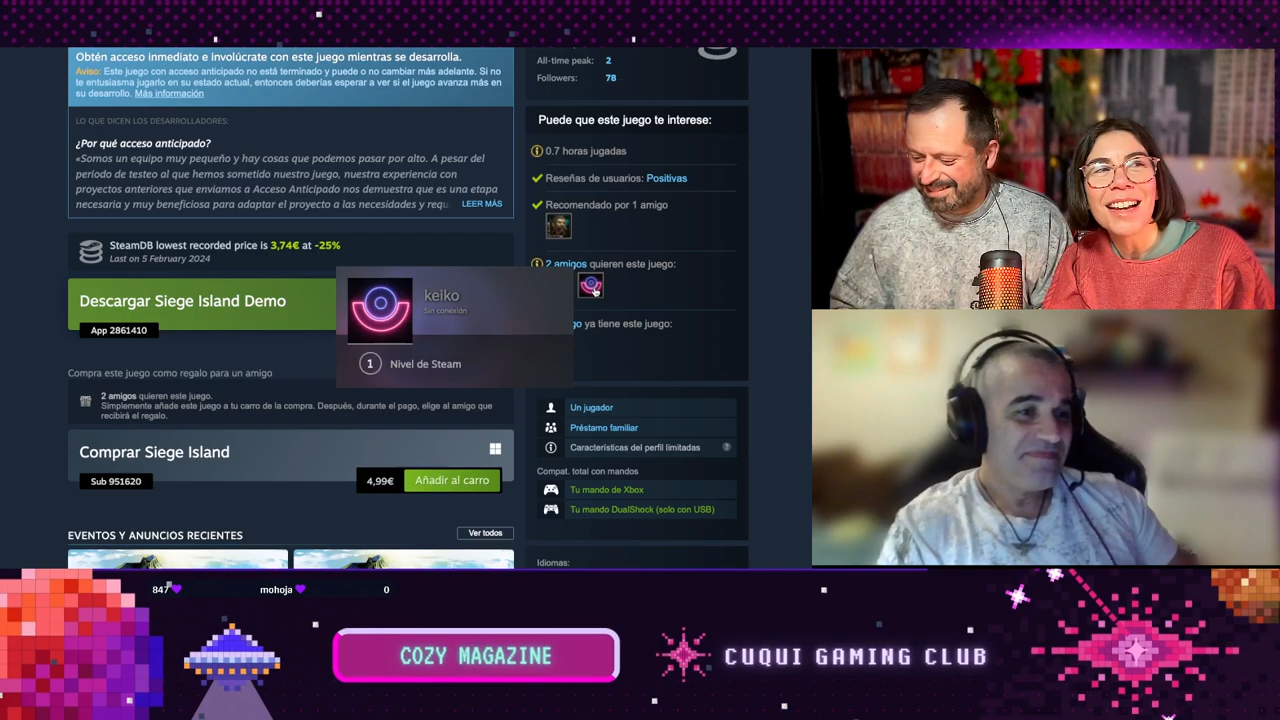 Obtén acceso inmediato e Involúcrate con este juego mientras se desarrolla.
Aviso: Este juego con acceso anticipado no está terminado y puede o no cambiar más adelante. Si no
te entusiasma jugarlo en su estado actual, entonces deberías esperar a ver si el juego avanza más en
su desarrollo. Más información
LO QUE DICEN LOS DESARROLLADORES:
¿Por qué acceso anticipado?
«Somos un equipo muy pequeño y hay cosas que podemos pasar por alto. A pesar del
período de testeo al que hemos sometido nuestro juego, nuestra experiencia con
proyectos anteriores que enviamos a Acceso Anticipado nos demuestra que es una etapa
necesaria y muy beneficiosa para adaptar el proyecto a las necesidades y requ
LEER MÁS
SteamDB lowest recorded price is 3,74€ at -25%
Last on 5 February 2024
Descargar Siege Island Demo
App 2861410
keiko
Sin conexión
1 Nivel de Steam
Compra este juego como regalo para un amigo
2 amigos quieren este juego.
Simplemente añade este juego a tu carro de la compra. Después, durante el pago, elige al amigo que
recibirá el regalo.
Comprar Siege Island
Sub 951620
4,99€ Añadir al carro
EVENTOS Y ANUNCIOS RECIENTES
Ver todos
All-time peak: 2
Followers: 78
Puede que este juego te interese:
0.7 horas jugadas
Reseñas de usuarios: Positivas
Recomendado por 1 amigo
2 amigos quieren este juego:
go ya tiene este juego:
Un jugador
Préstamo familiar
Características del perfil limitadas ?
Compat. total con mandos
Tu mando de Xbox
Tu mando DualShock (solo con USB)
Idiomas:
847 mohoja 0
COZY MAGAZINE
CUQUI GAMING CLUB